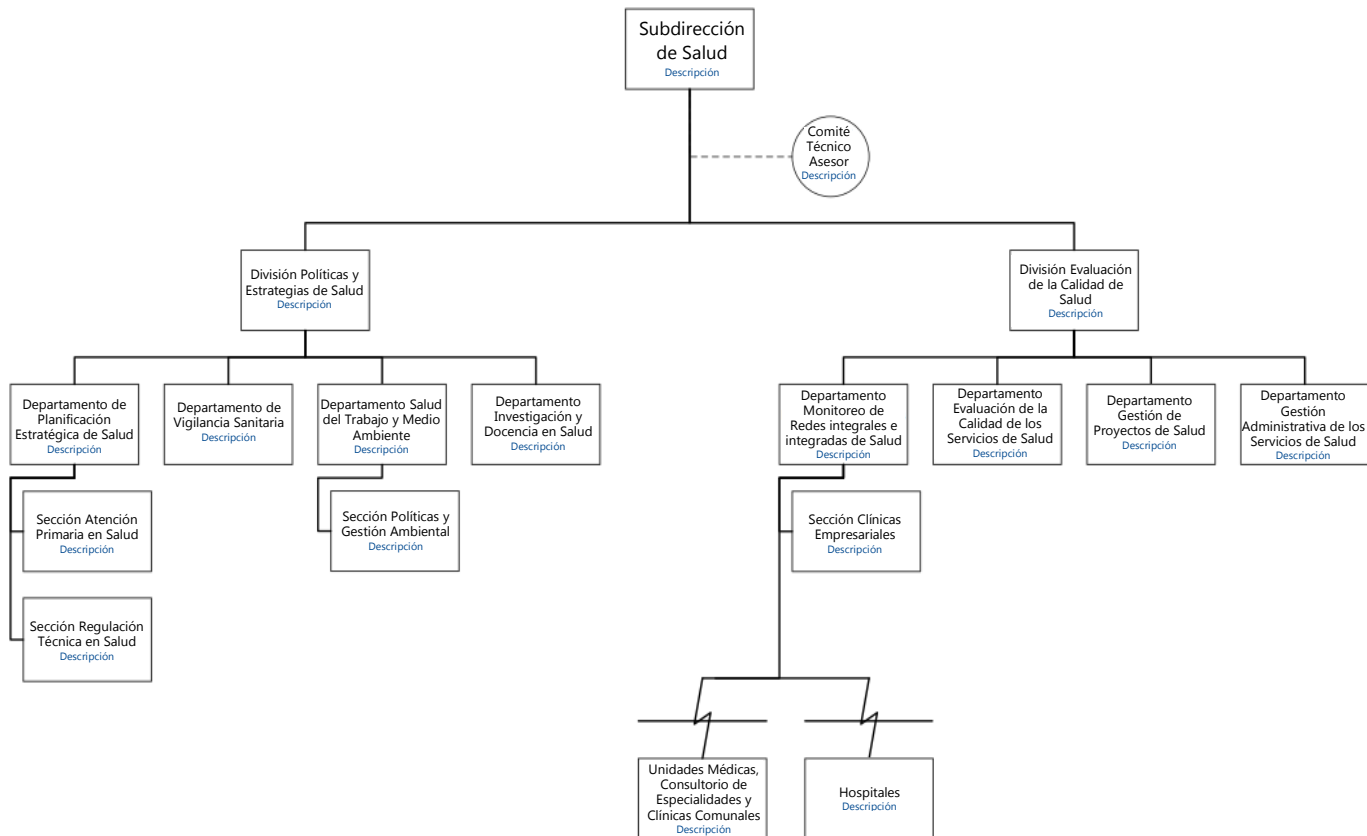 Subdirección
de Salud
Descripción
Comité
Técnico
Asesor
Descripción
División Políticas y
Estrategias de Salud
Descripción
División Evaluación
de la Calidad de
Salud
Descripción
Departamento de
Planificación
Estratégica de Salud
Descripción
Departamento de
Vigilancia Sanitaria
Descripción
Departamento Salud
del Trabajo y Medio
Ambiente
Descripción
Departamento
Investigación y
Docencia en Salud
Descripción
Departamento
Monitoreo de
Redes integrales e
integradas de Salud
Descripción
Departamento
Evaluación de la
Calidad de los
Servicios de Salud
Descripción
Departamento
Gestión de
Proyectos de Salud
Descripción
Departamento
Gestión
Administrativa de los
Servicios de Salud
Descripción
Sección Atención
Primaria en Salud
Descripción
Sección Políticas y
Gestión Ambiental
Descripción
Sección Clínicas
Empresariales
Descripción
Sección Regulación
Técnica en Salud
Descripción
Unidades Médicas,
Consultorio de
Especialidades y
Clínicas Comunales
Descripción
Hospitales
Descripción